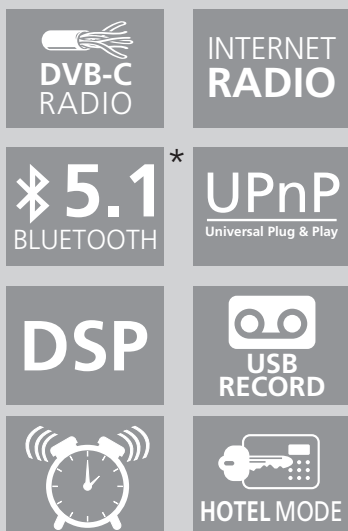 DVB-C
RADIO
INTERNET
RADIO
5.1*
BLUETOOTH
UPnP
Universal Plug & Play
DSP
USB
RECORD
HOTEL MODE